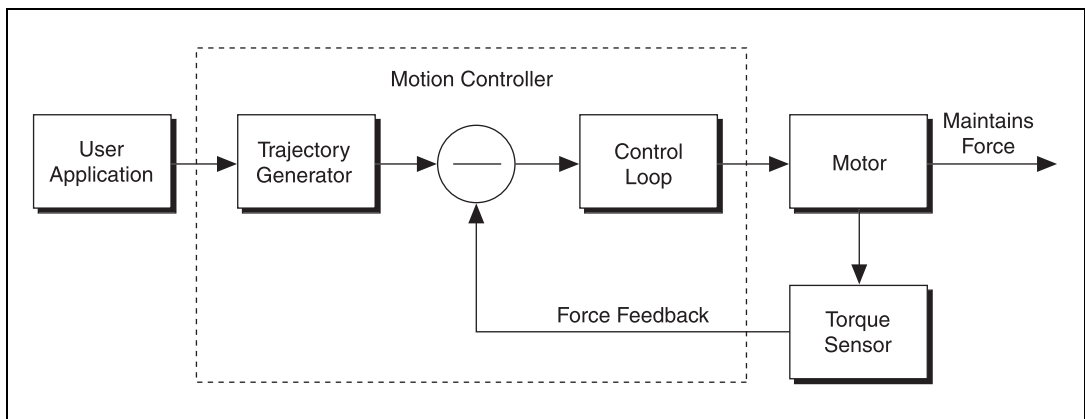 Motion Controller
User
Application
Trajectory
Generator
Control
Loop
Motor
Maintains
Force
Force Feedback
Torque
Sensor